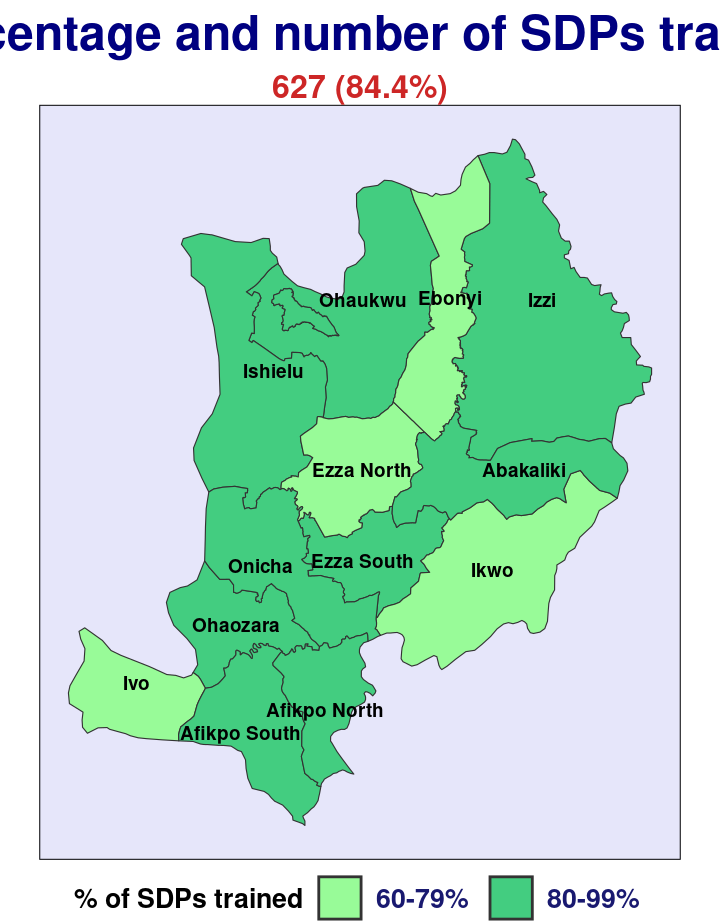 centage and number of SDPs tra
627 (84.4%)
Ohaukwu
Ebonyi
Izzi
Ishielu
Ezza North
Abakaliki
Onicha
Ezza South
Ikwo
Ohaozara
Ivo
Afikpo North
Afikpo South
% of SDPs trained
60-79%
80-99%